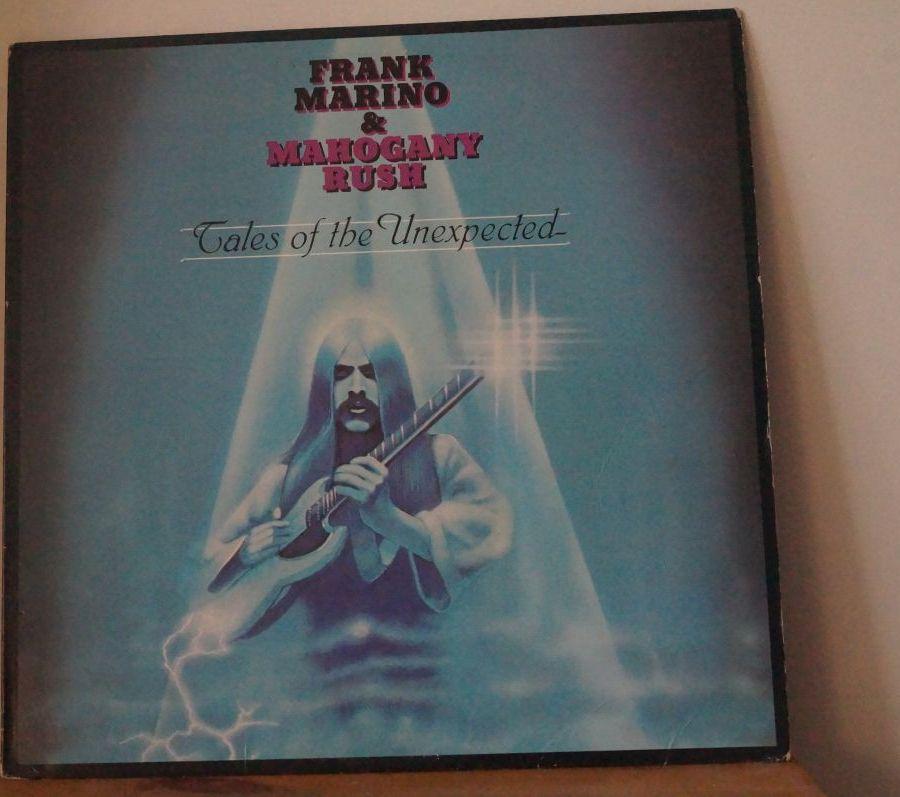 FRANK
MARINO
&
MAHOGANY
RUSH
Tales of the Unexpected